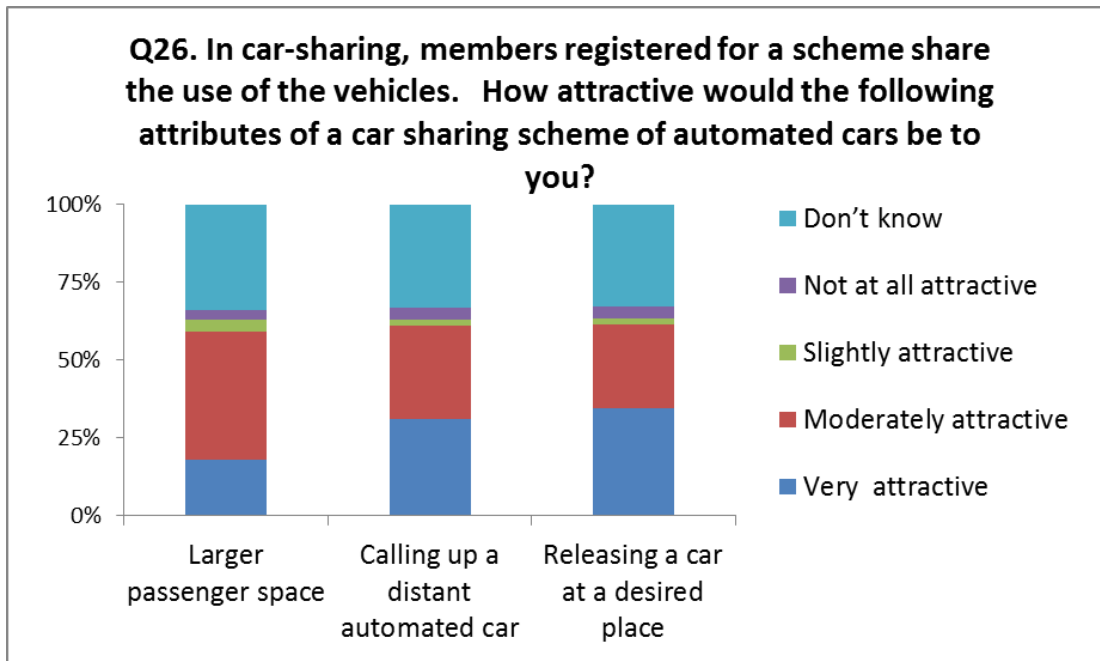 Q26. In car-sharing, members registered for a scheme share
the use of the vehicles.   How attractive would the following
attributes of a car sharing scheme of automated cars be to
you?
100%
75%
50%
25%
0%
Larger
passenger space
Calling up a
distant
automated car
Releasing a car
at a desired
place
Don’t know
Not at all attractive
Slightly attractive
Moderately attractive
Very  attractive